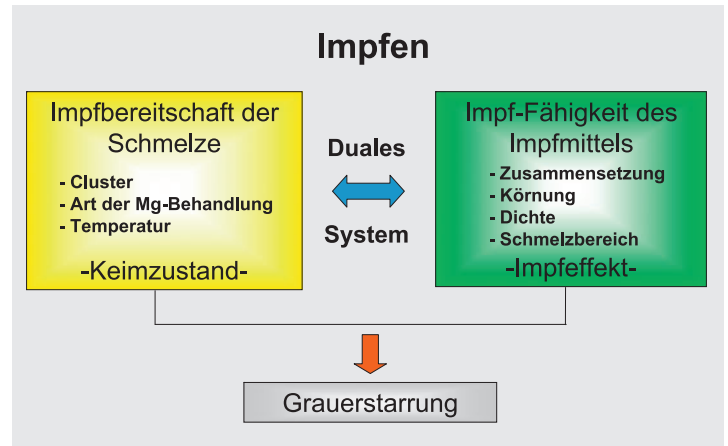 Impfen
Impfbereitschaft der
Schmelze
- Cluster
- Art der Mg-Behandlung
- Temperatur
-Keimzustand-
Duales
System
Impf-Fähigkeit des
Impfmittels
- Zusammensetzung
- Körnung
- Dichte
- Schmelzbereich
-Impfeffekt-
Grauerstarrung